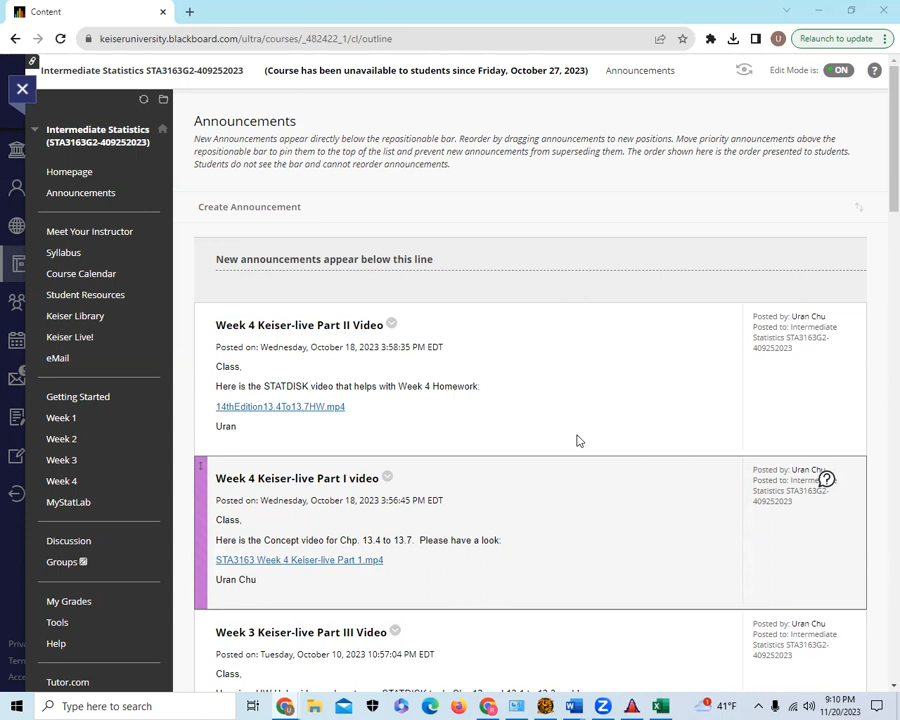 Content
keiseruniversity.blackboard.com/ultra/courses/_482422_1/cl/outline
U
Relaunch to update
Intermediate Statistics STA3163G2-409252023
(Course has been unavailable to students since Friday, October 27, 2023)
Announcements
Edit Mode is:
ON
?
Intermediate Statistics
(STA3163G2-409252023)
Homepage
Announcements
Meet Your Instructor
Syllabus
Course Calendar
Student Resources
Keiser Library
Keiser Live!
eMail
Getting Started
Week 1
Week 2
Week 3
Week 4
MyStatLab
Discussion
Groups
My Grades
Tools
Help
Tutor.com
Priva
Term
Acce
Announcements
New Announcements appear directly below the repositionable bar. Reorder by dragging announcements to new positions. Move priority announcements above the
repositionable bar to pin them to the top of the list and prevent new announcements from superseding them. The order shown here is the order presented to students.
Students do not see the bar and cannot reorder announcements.
Create Announcement
New announcements appear below this line
Week 4 Keiser-live Part II Video
Posted on: Wednesday, October 18, 2023 3:58:35 PM EDT
Class,
Here is the STATDISK video that helps with Week 4 Homework:
14thEdition13.4To13.7HW.mp4
Uran
Posted by: Uran Chu
Posted to: Intermediate
Statistics STA3163G2-
409252023
Week 4 Keiser-live Part I video
Posted on: Wednesday, October 18, 2023 3:56:45 PM EDT
Class,
Here is the Concept video for Chp. 13.4 to 13.7.  Please have a look:
STA3163 Week 4 Keiser-live Part 1.mp4
Uran Chu
Posted by: Uran Chu
Posted to: Intermediate
Statistics STA3163G2-
409252023
?
Week 3 Keiser-live Part III Video
Posted on: Tuesday, October 10, 2023 10:57:04 PM EDT
Class,
Posted by: Uran Chu
Posted to: Intermediate
Statistics STA3163G2-
409252023
Type here to search
41°F
9:10 PM
11/20/2023